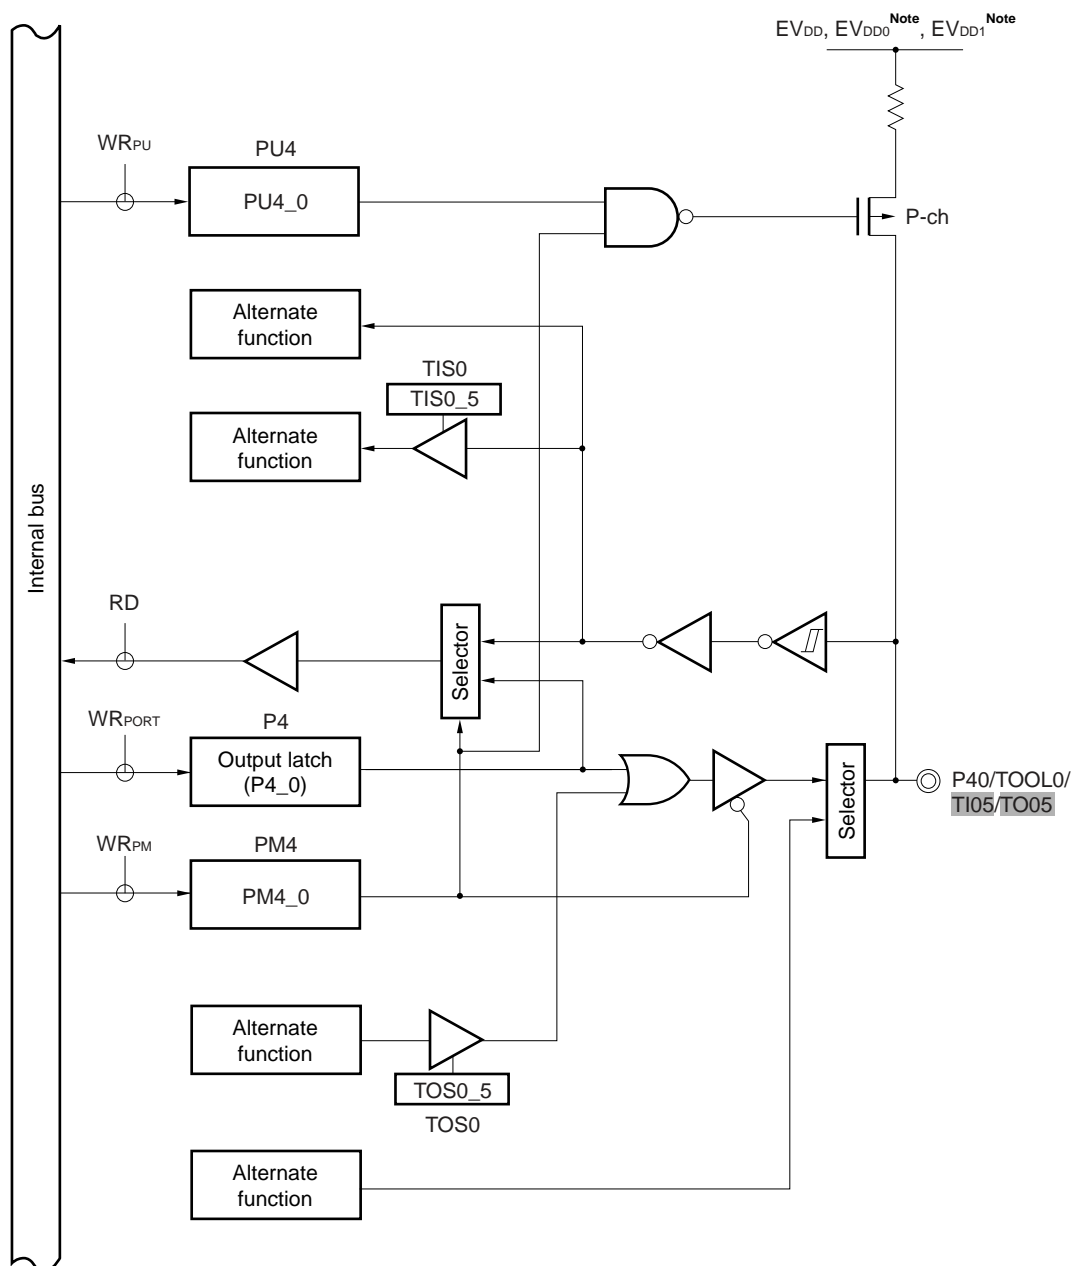 EVDD, EVDD0Note, EVDD1Note
WRPU
PU4
PU4_0
P-ch
Alternate
function
TIS0
TIS0_5
Alternate
function
Internal bus
RD
Selector
WRPORT
P4
Output latch
(P4_0)
Selector
P40/TOOL0/
TI05/TO05
WRPM
PM4
PM4_0
Alternate
function
TOS0_5
TOS0
Alternate
function